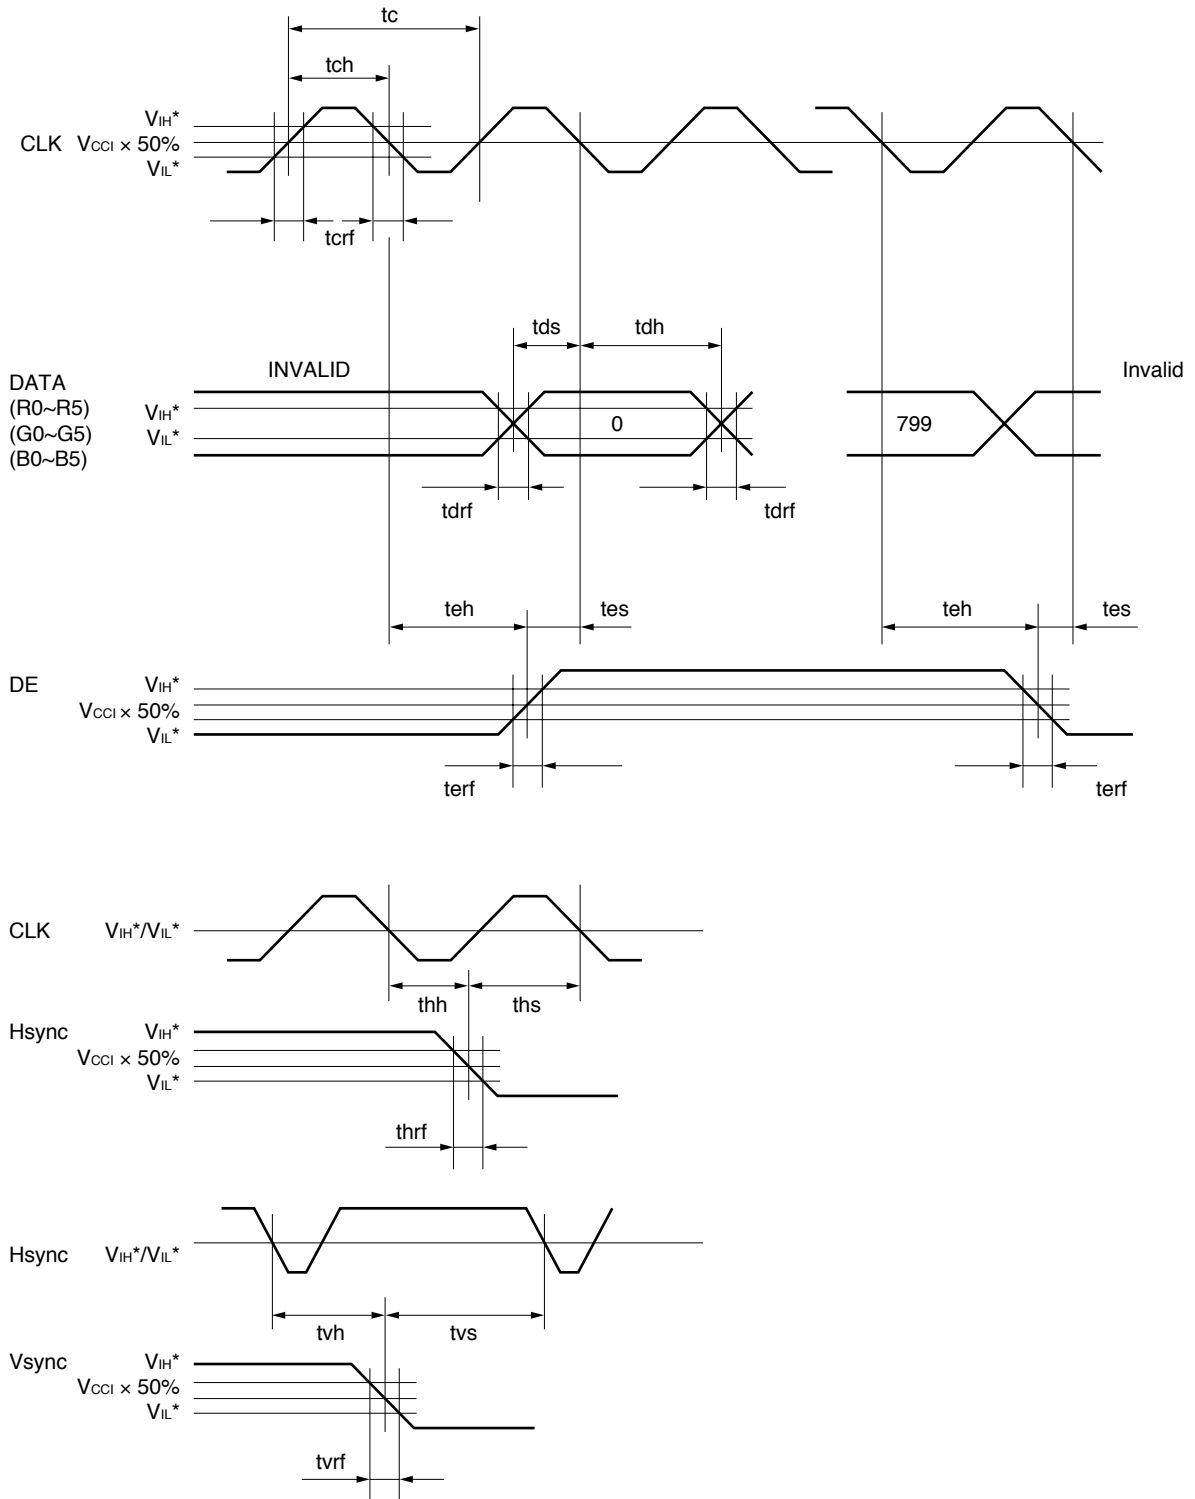 tc
tch
VIH*
CLK VCCI × 50%
VIL*
tcrf
tds tdh
INVALID Invalid
DATA
(R0~R5) VIH*
0 799
(G0~G5) VIL*
(B0~B5)
tdrf tdrf
teh tes teh tes
DE VIH*
VCCI × 50%
VIL*
terf terf
CLK VIH*/VIL*
thh ths
Hsync VIH*
VCCI × 50%
VIL*
thrf
Hsync VIH*/VIL*
tvh tvs
Vsync VIH*
VCCI × 50%
VIL*
tvrf